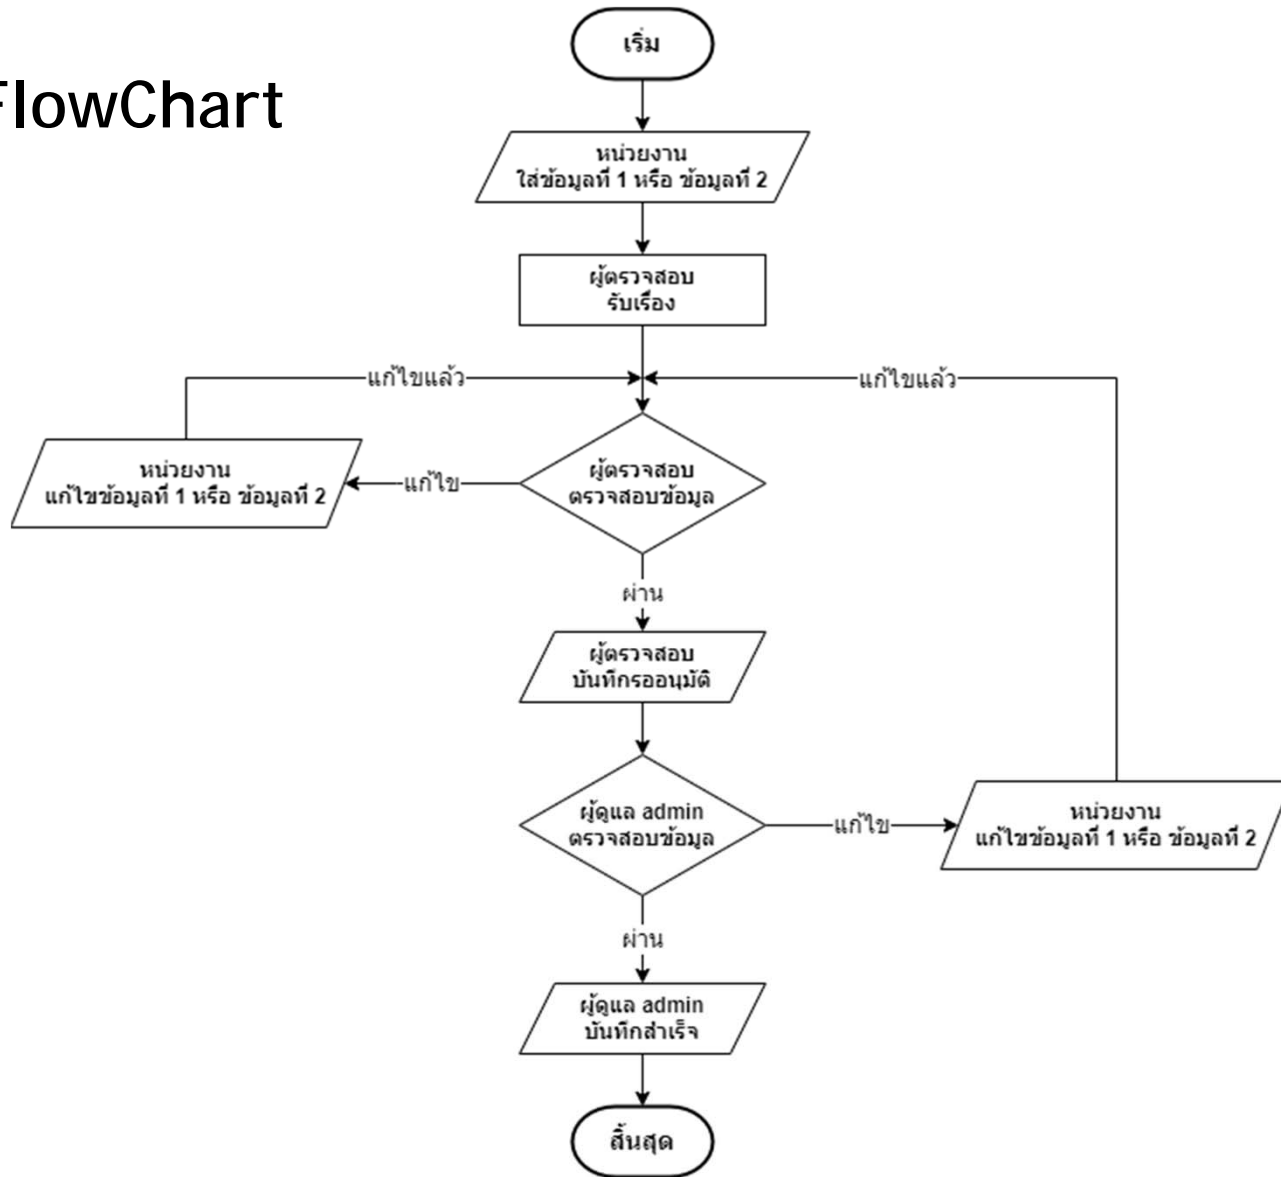 FlowChart
เริ่ม
หน่วยงาน
ใส่ข้อมูลที่ 1 หรือ ข้อมูลที่ 2
ผู้ตรวจสอบ
รับเรื่อง
แก้ไขแล้ว
แก้ไขแล้ว
หน่วยงาน
แก้ไขข้อมูลที่ 1 หรือ ข้อมูลที่ 2
แก้ไข
ผู้ตรวจสอบ
ตรวจสอบข้อมูล
ผ่าน
ผู้ตรวจสอบ
บันทึกรออนุมัติ
ผู้ดูแล admin
ตรวจสอบข้อมูล
แก้ไข
หน่วยงาน
แก้ไขข้อมูลที่ 1 หรือ ข้อมูลที่ 2
ผ่าน
ผู้ดูแล admin
บันทึกสำเร็จ
สิ้นสุด